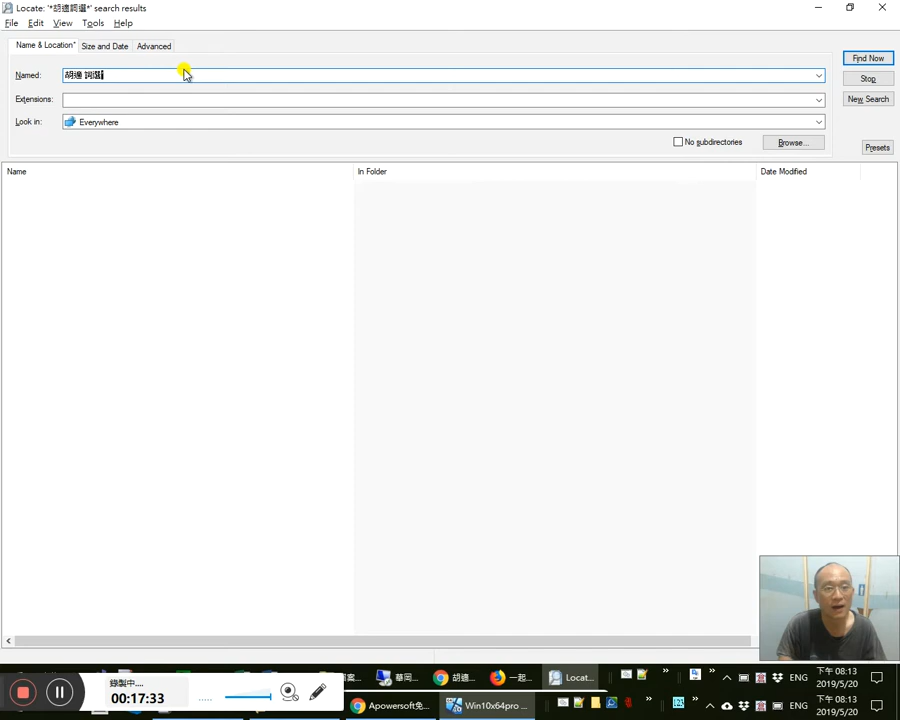 Locate: '*胡適詞選*' search results
File Edit View Tools Help
Name & Location* Size and Date Advanced
Named: 胡適 詞選
Find Now
Stop
Extensions:
New Search
Look in: Everywhere
No subdirectories Browse...
Presets
Name In Folder Date Modified
錄製中....
00:17:33
華岡... 胡適... 一起... Locat... ENG 下午 08:13 2019/5/20
Apowersoft免... Win10x64pro ... ENG 下午 08:13 2019/5/20